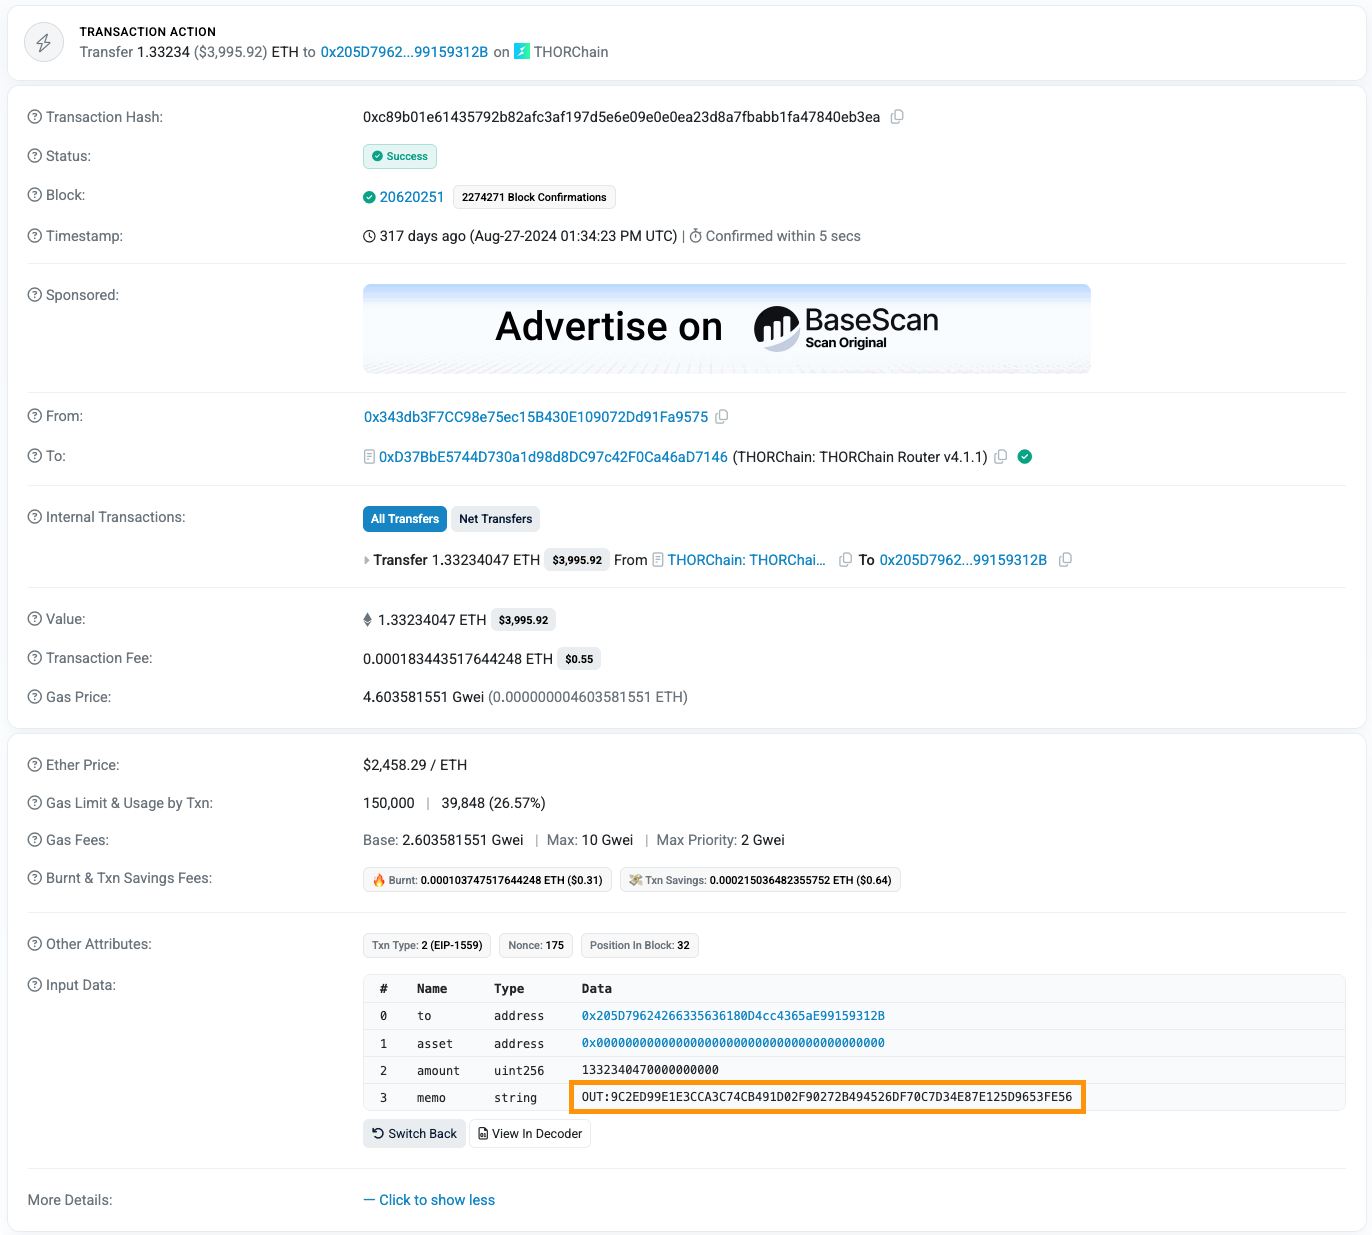 TRANSACTION ACTION
Transfer 1.33234 ($3,995.92) ETH to 0x205D7962...99159312B on THORChain
Transaction Hash: 0xc89b01e61435792b82afc3af197d5e6e09e0e0ea23d8a7fbabb1fa47840eb3ea
Status: Success
Block: 20620251 2274271 Block Confirmations
Timestamp: 317 days ago (Aug-27-2024 01:34:23 PM UTC) | Confirmed within 5 secs
Sponsored:
Advertise on BaseScan
Scan Original
From: 0x343db3F7CC98e75ec15B430E109072Dd91Fa9575
To: 0xD37BbE5744D730a1d98d8DC97c42F0Ca46aD7146 (THORChain: THORChain Router v4.1.1)
Internal Transactions: All Transfers Net Transfers
Transfer 1.33234047 ETH $3,995.92 From THORChain: THORChai... To 0x205D7962...99159312B
Value: 1.33234047 ETH $3,995.92
Transaction Fee: 0.000183443517644248 ETH $0.55
Gas Price: 4.603581551 Gwei (0.000000004603581551 ETH)
Ether Price: $2,458.29 / ETH
Gas Limit & Usage by Txn: 150,000 | 39,848 (26.57%)
Gas Fees: Base: 2.603581551 Gwei | Max: 10 Gwei | Max Priority: 2 Gwei
Burnt & Txn Savings Fees: Burnt: 0.000103747517644248 ETH ($0.31) Txn Savings: 0.000215036482355752 ETH ($0.64)
Other Attributes: Txn Type: 2 (EIP-1559) Nonce: 175 Position In Block: 32
Input Data:
# Name Type Data
0 to address 0x205D79624266335636180D4cc4365aE99159312B
1 asset address 0x0000000000000000000000000000000000000000
2 amount uint256 1332340470000000000
3 memo string OUT:9C2ED99E1E3CCA3C74CB491D02F90272B494526DF70C7D34E87E125D9653FE56
Switch Back View In Decoder
More Details: — Click to show less